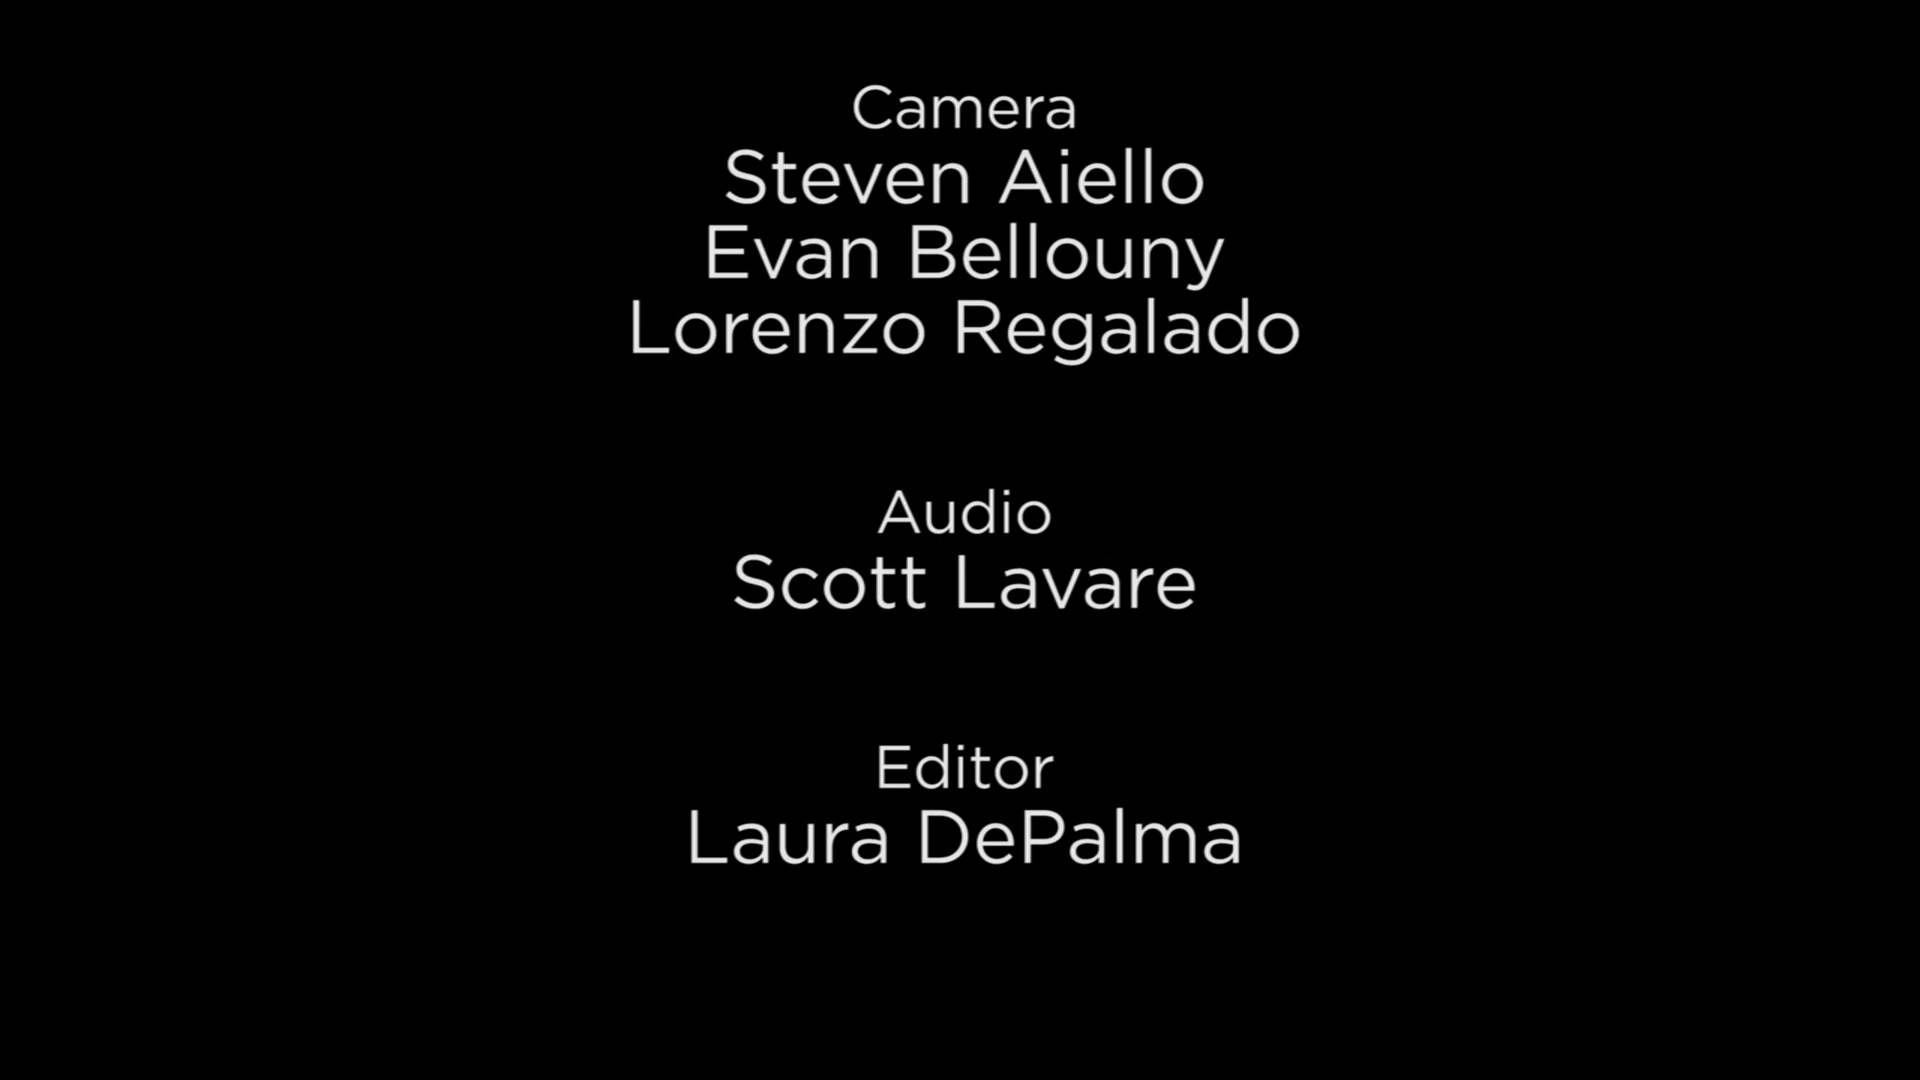 Camera
Steven Aiello
Evan Bellouny
Lorenzo Regalado
Audio
Scott Lavare
Editor
Laura DePalma